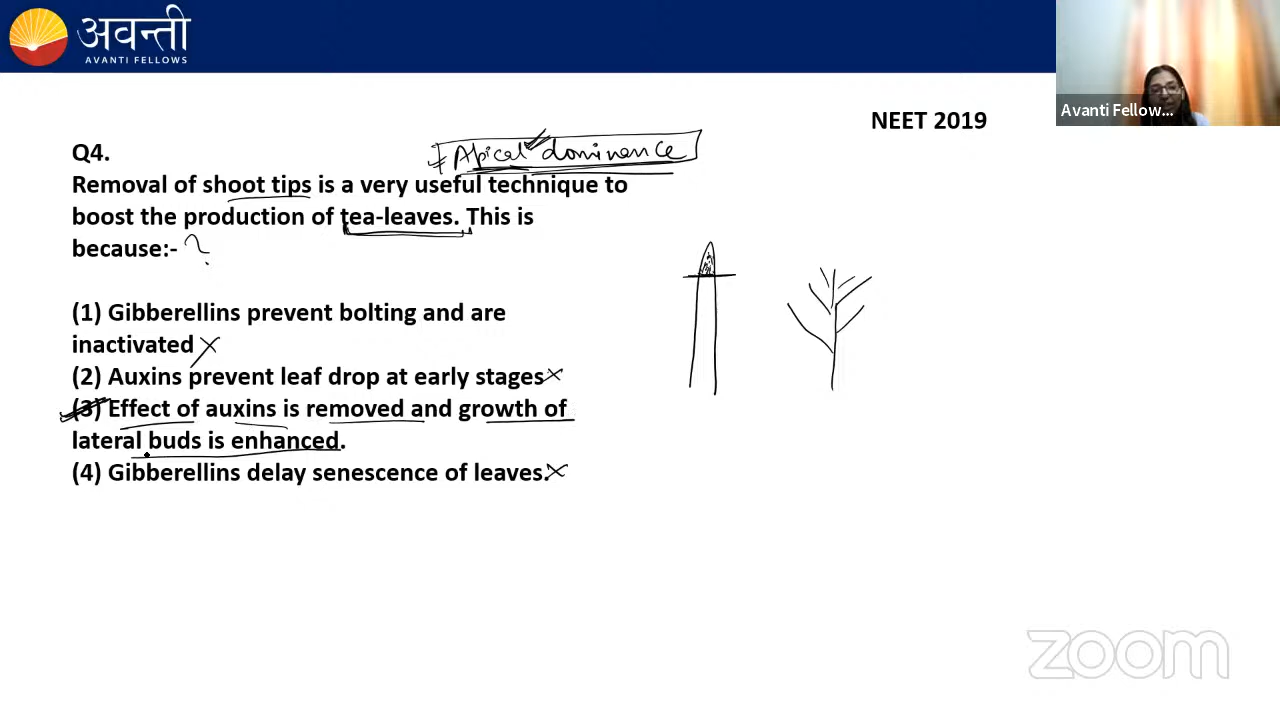 अवन्ती
AVANTI FELLOWS
Avanti Fellow...
NEET 2019
Q4.
Apical dominance
Removal of shoot tips is a very useful technique to
boost the production of tea-leaves. This is
because:- ?
(1) Gibberellins prevent bolting and are
inactivated
(2) Auxins prevent leaf drop at early stages
(3) Effect of auxins is removed and growth of
lateral buds is enhanced.
(4) Gibberellins delay senescence of leaves.
zoom